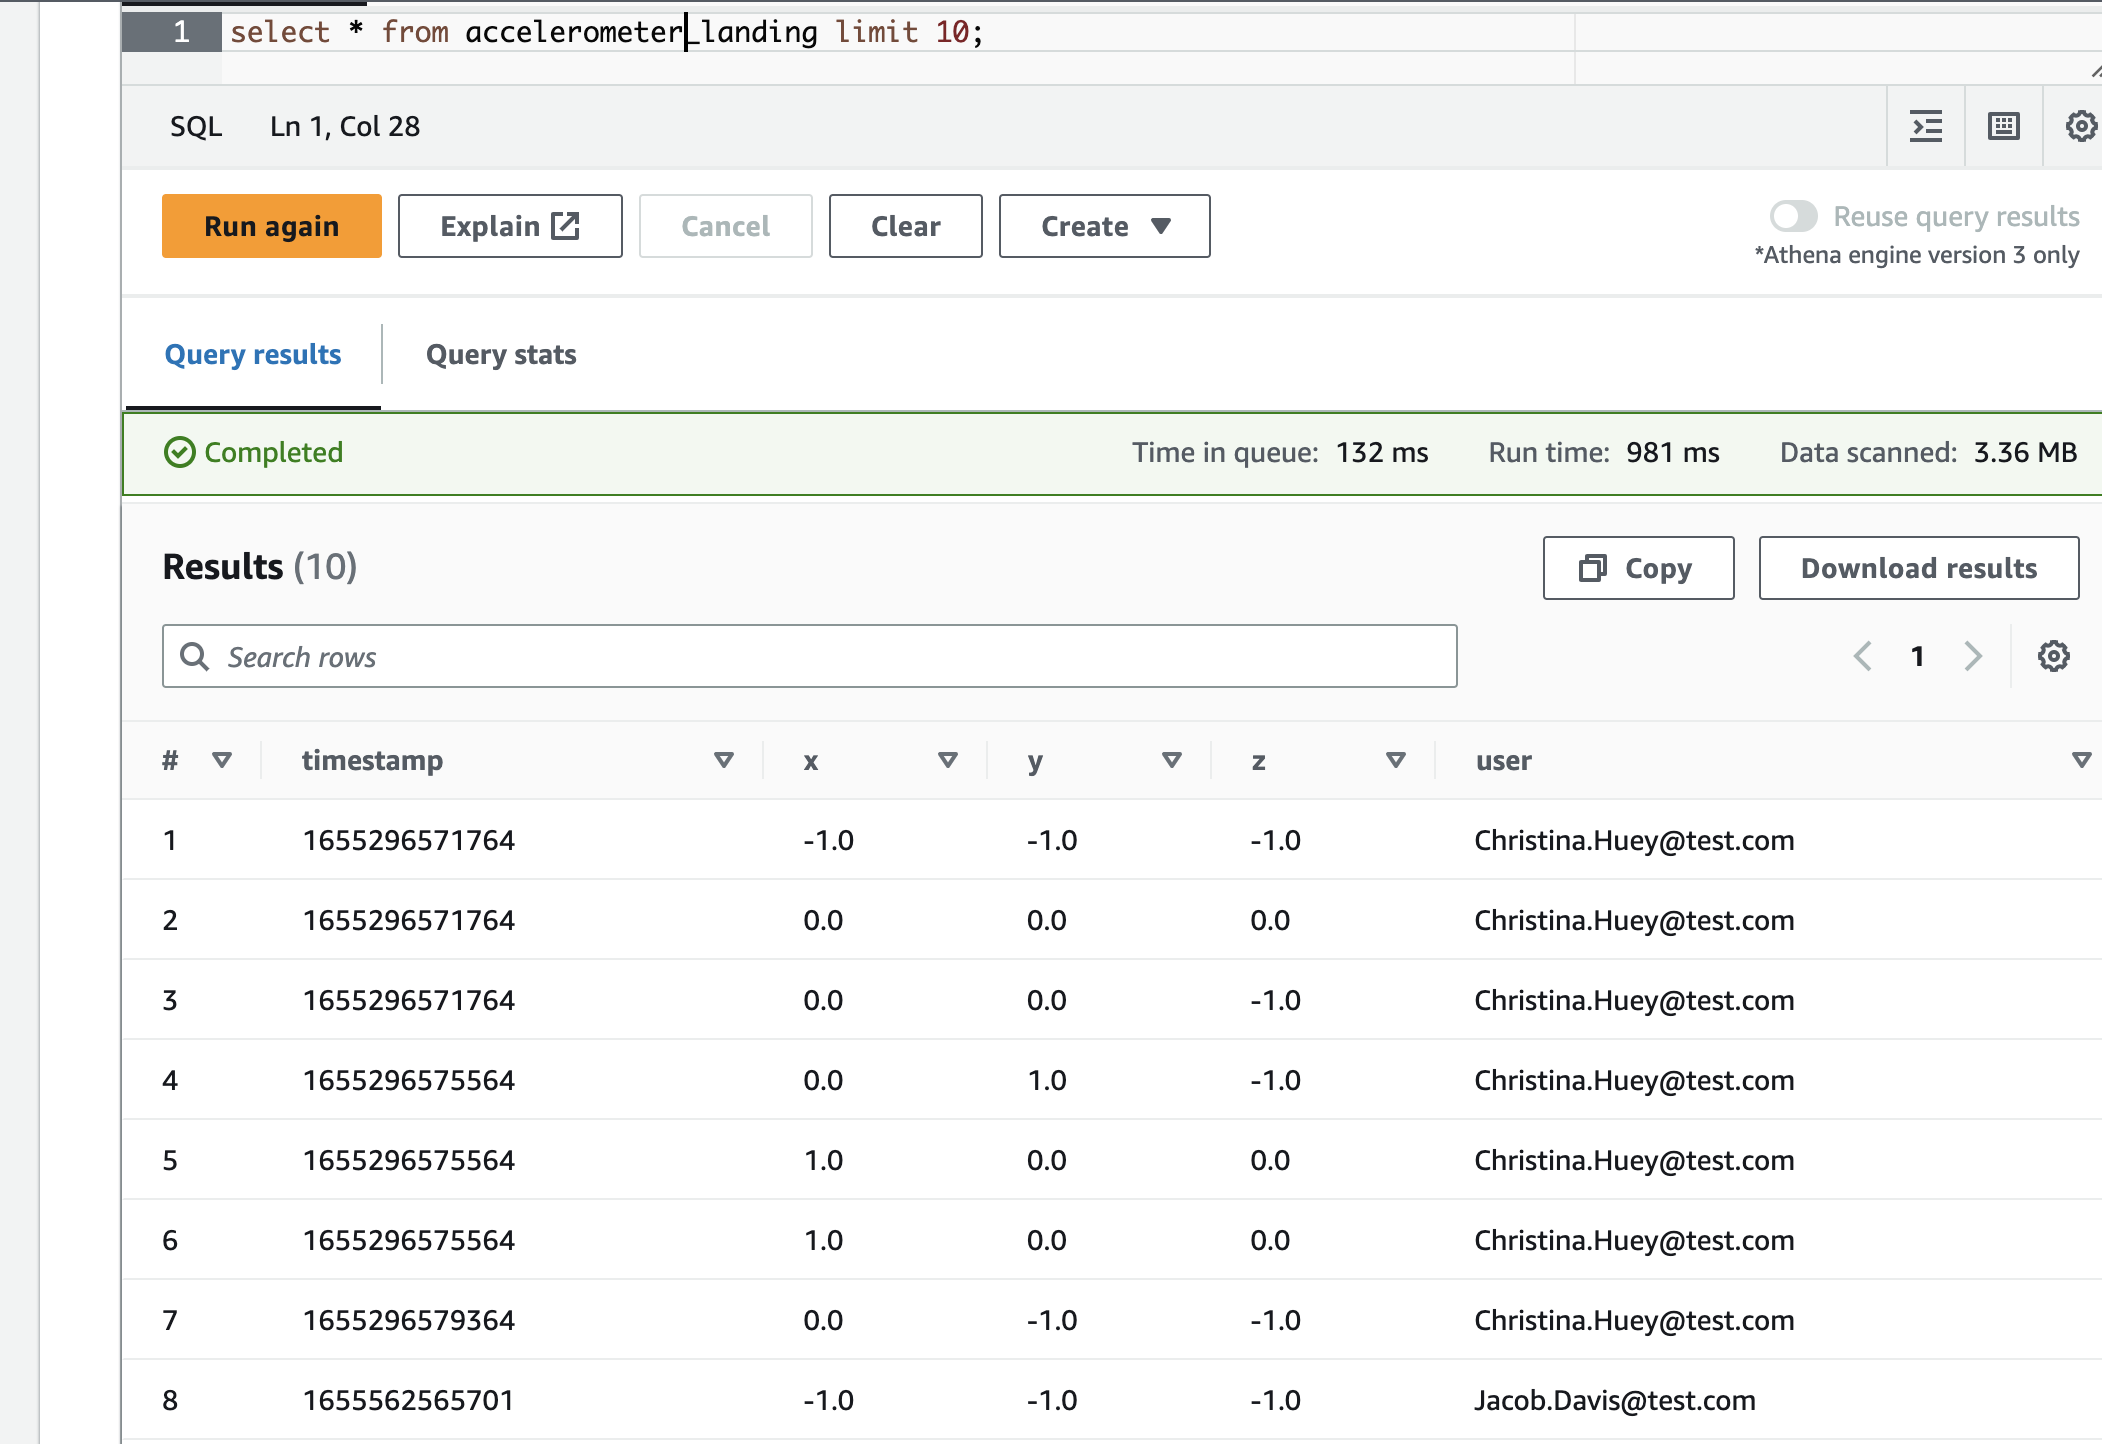 1 select * from accelerometer_landing limit 10;
SQL Ln 1, Col 28
Run again Explain Cancel Clear Create Reuse query results
*Athena engine version 3 only
Query results Query stats
Completed Time in queue: 132 ms Run time: 981 ms Data scanned: 3.36 MB
Results (10) Copy Download results
Search rows 1
# timestamp x y z user
1 1655296571764 -1.0 -1.0 -1.0 Christina.Huey@test.com
2 1655296571764 0.0 0.0 0.0 Christina.Huey@test.com
3 1655296571764 0.0 0.0 -1.0 Christina.Huey@test.com
4 1655296575564 0.0 1.0 -1.0 Christina.Huey@test.com
5 1655296575564 1.0 0.0 0.0 Christina.Huey@test.com
6 1655296575564 1.0 0.0 0.0 Christina.Huey@test.com
7 1655296579364 0.0 -1.0 -1.0 Christina.Huey@test.com
8 1655562565701 -1.0 -1.0 -1.0 Jacob.Davis@test.com